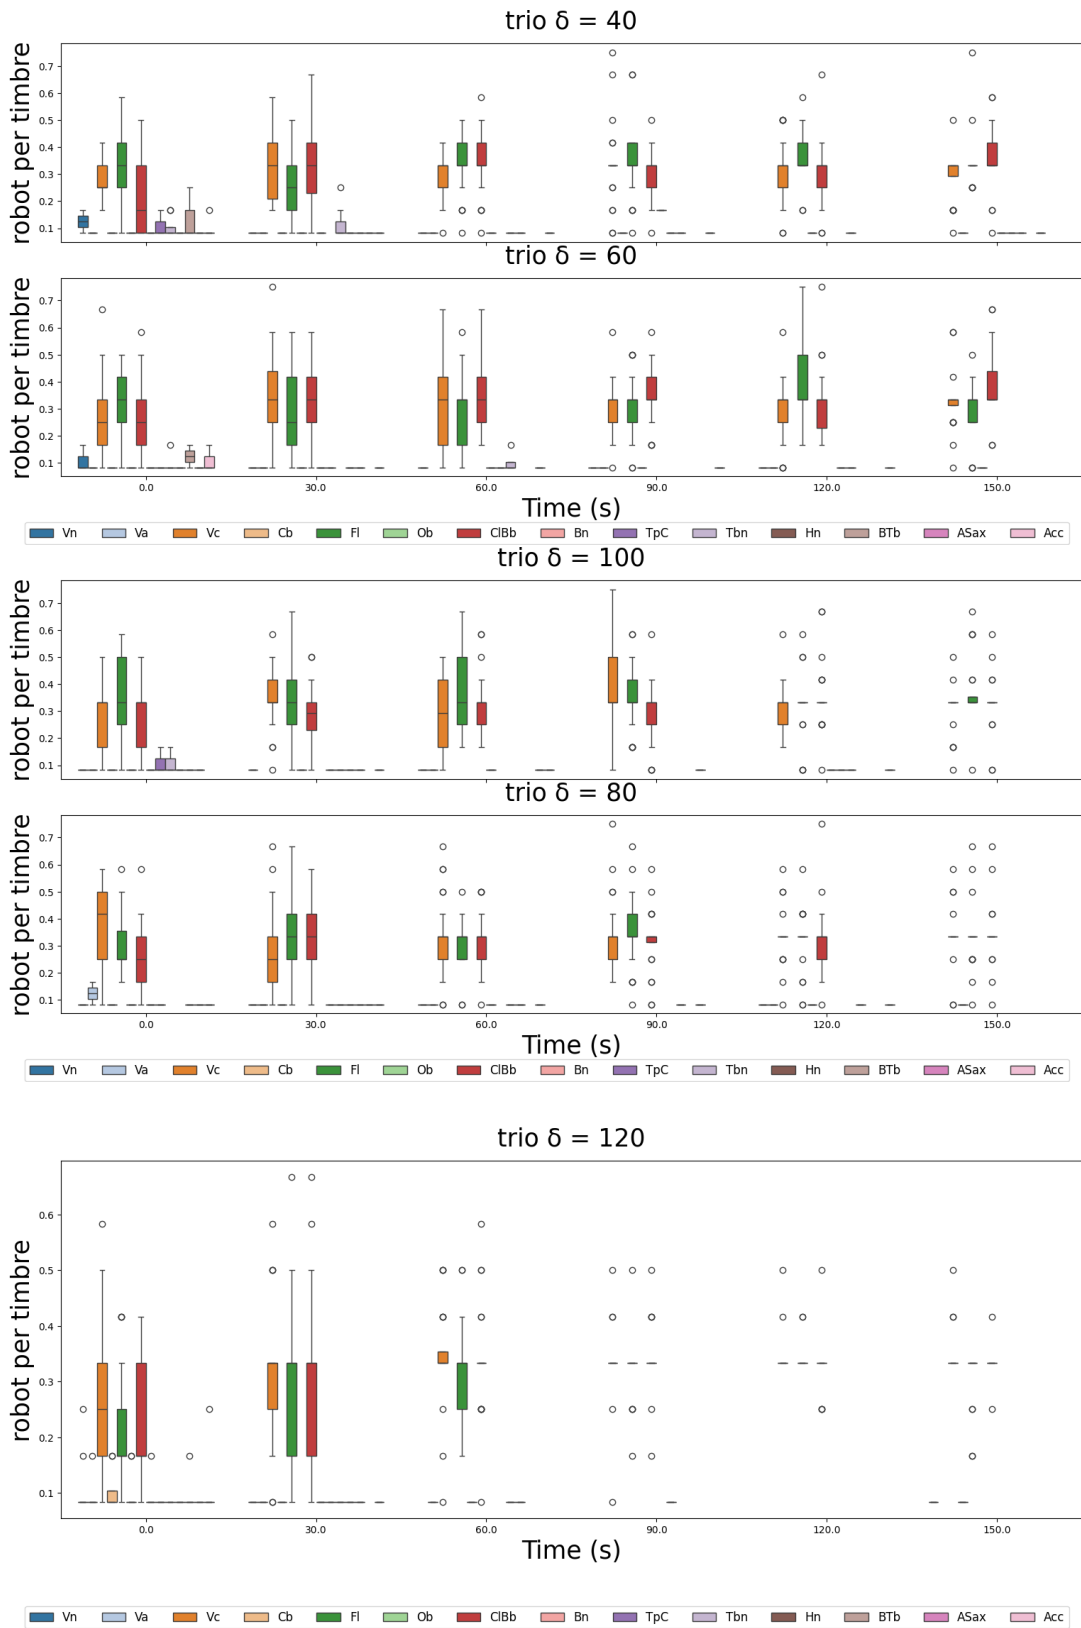 trio δ = 40
robot per timbre
0.7
0.6
0.5
0.4
0.3
0.2
0.1
trio δ = 60
robot per timbre
0.7
0.6
0.5
0.4
0.3
0.2
0.1
0.0 30.0 60.0 90.0 120.0 150.0
Time (s)
Vn Va Vc Cb Fl Ob ClBb Bn TpC Tbn Hn BTb ASax Acc
trio δ = 100
robot per timbre
0.7
0.6
0.5
0.4
0.3
0.2
0.1
trio δ = 80
robot per timbre
0.7
0.6
0.5
0.4
0.3
0.2
0.1
0.0 30.0 60.0 90.0 120.0 150.0
Time (s)
Vn Va Vc Cb Fl Ob ClBb Bn TpC Tbn Hn BTb ASax Acc
trio δ = 120
robot per timbre
0.6
0.5
0.4
0.3
0.2
0.1
0.0 30.0 60.0 90.0 120.0 150.0
Time (s)
Vn Va Vc Cb Fl Ob ClBb Bn TpC Tbn Hn BTb ASax Acc